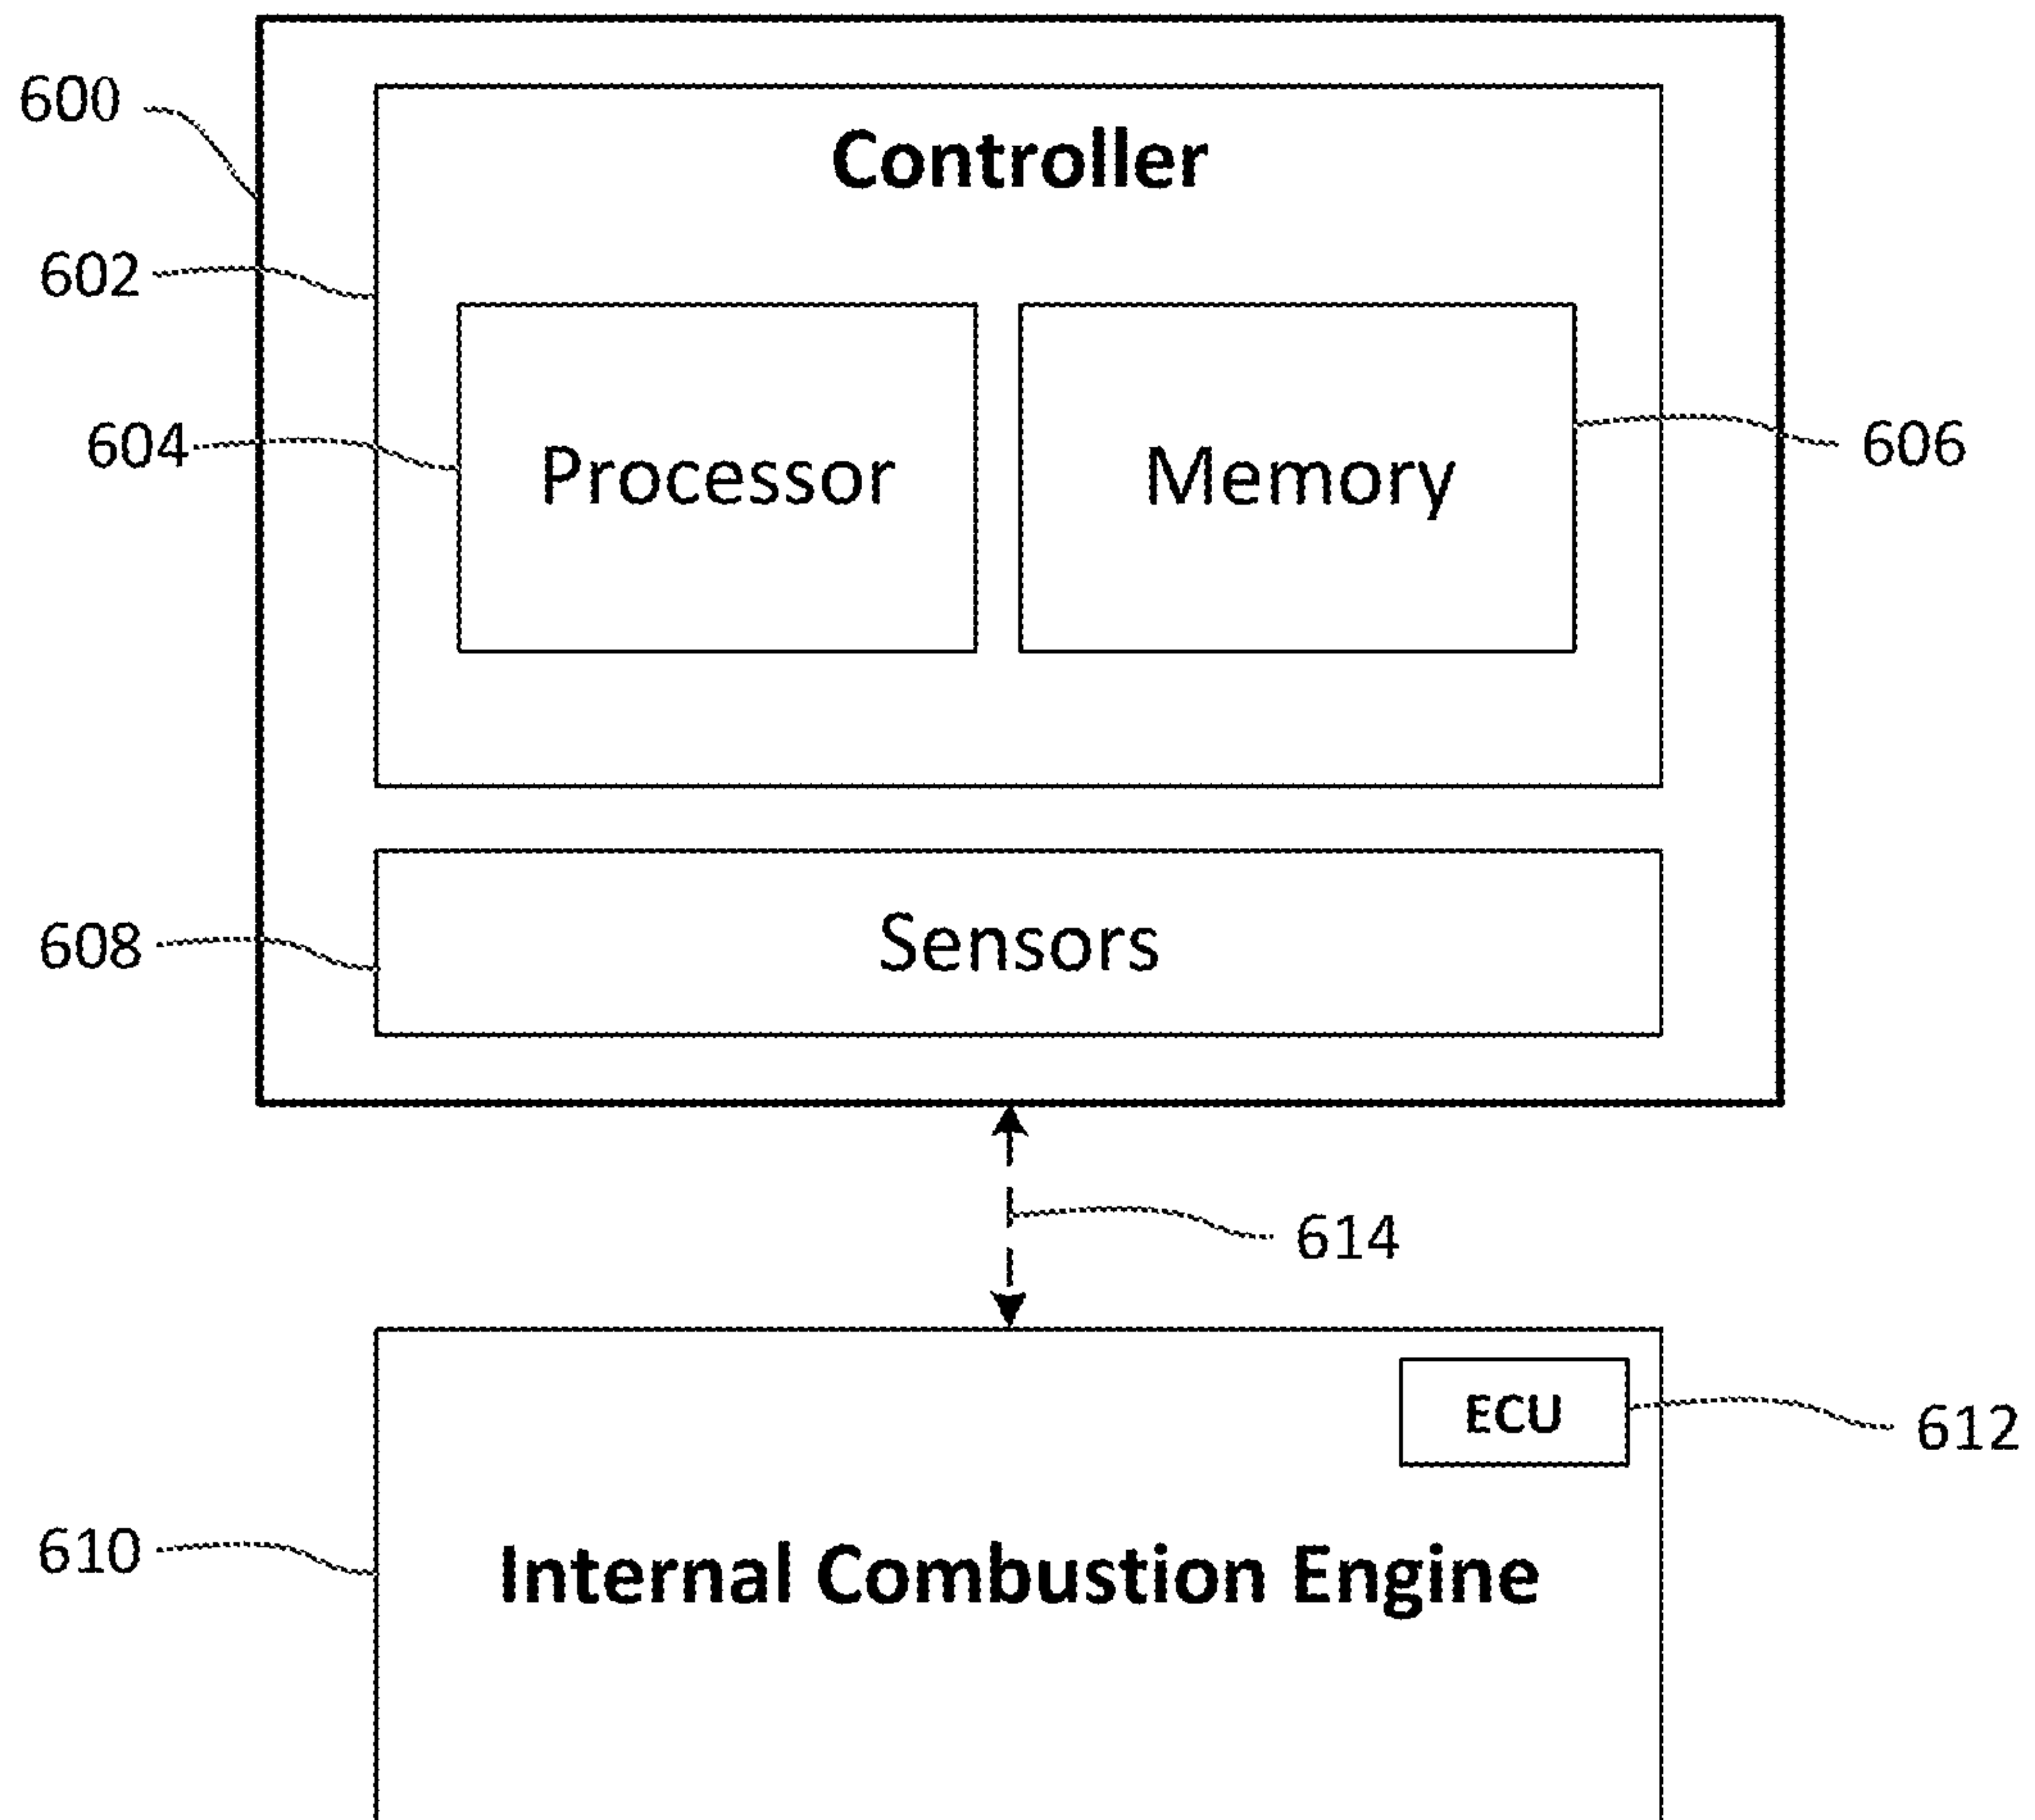 600
Controller
602
604
Processor
Memory
606
608
Sensors
614
ECU
612
610
Internal Combustion Engine